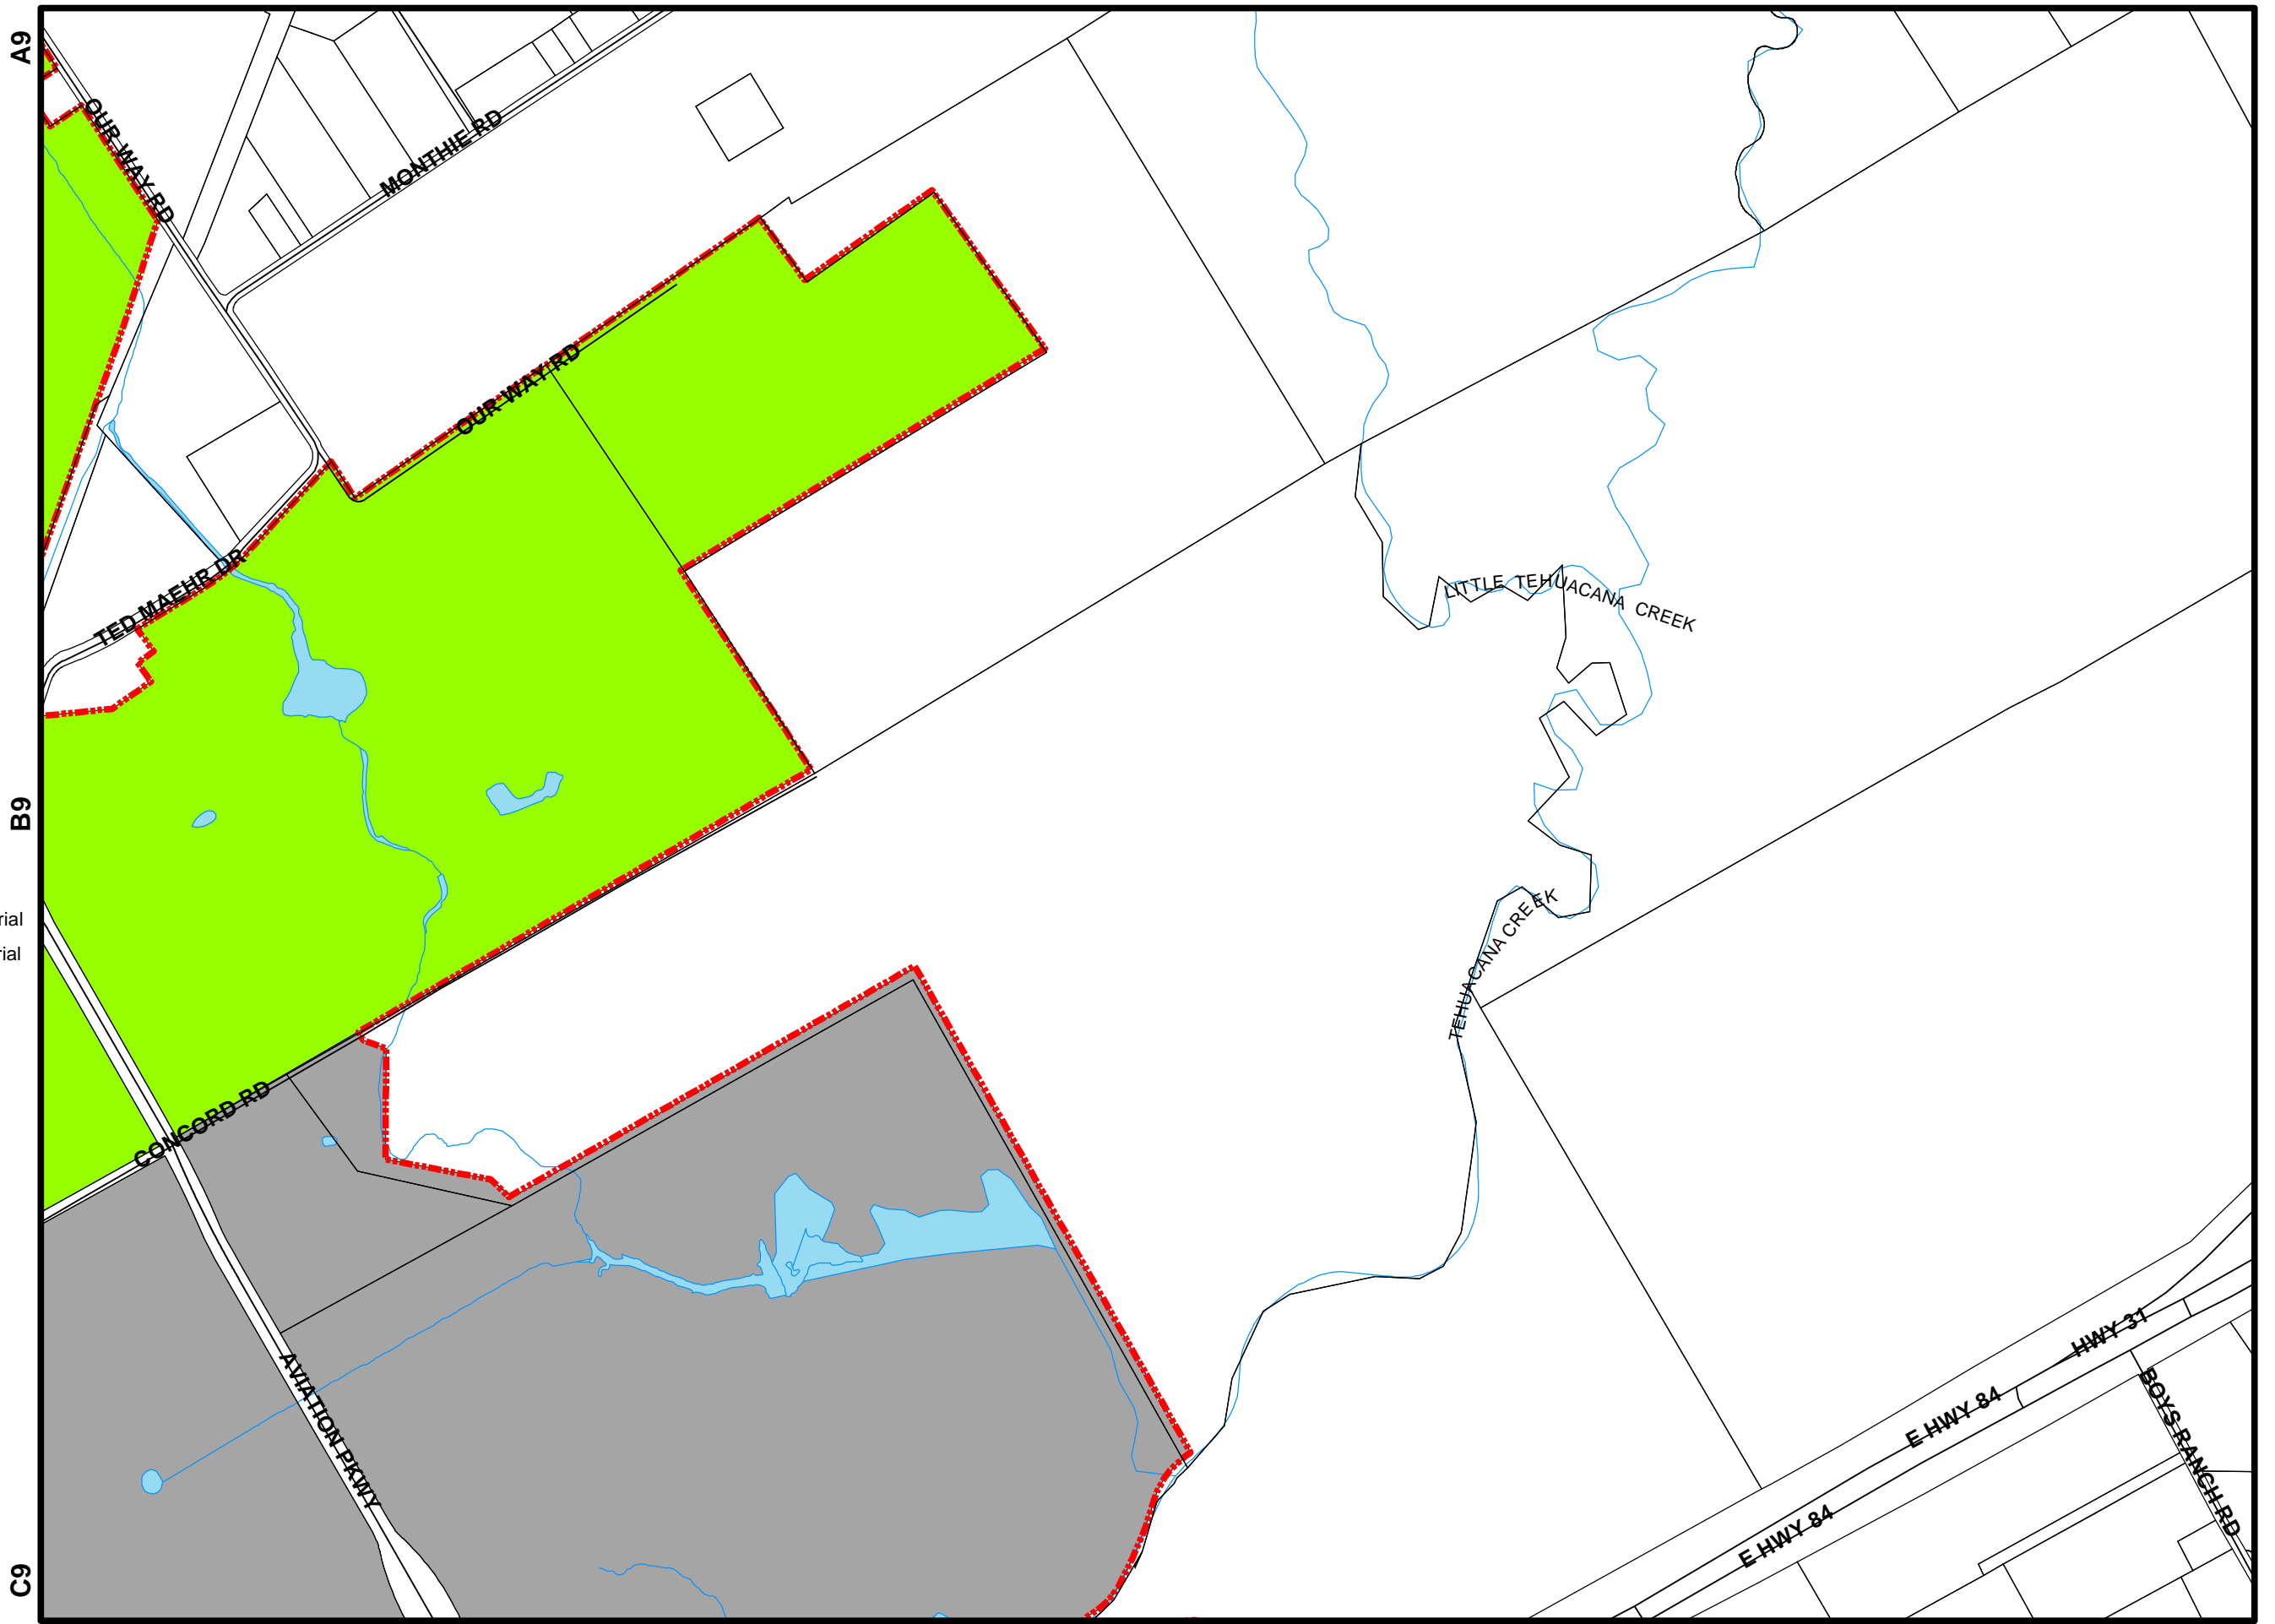 A9
OUR WAY RD
MONTHIE RD
OUR WAY RD
TED MAEHR DR
LITTLE TEHUACANA CREEK
B9
rial
rial
TEHUACANA CREEK
CONCORD RD
AVIATION PKWY
HWY 31
E HWY 84
BOYS RANCH RD
E HWY 84
C9